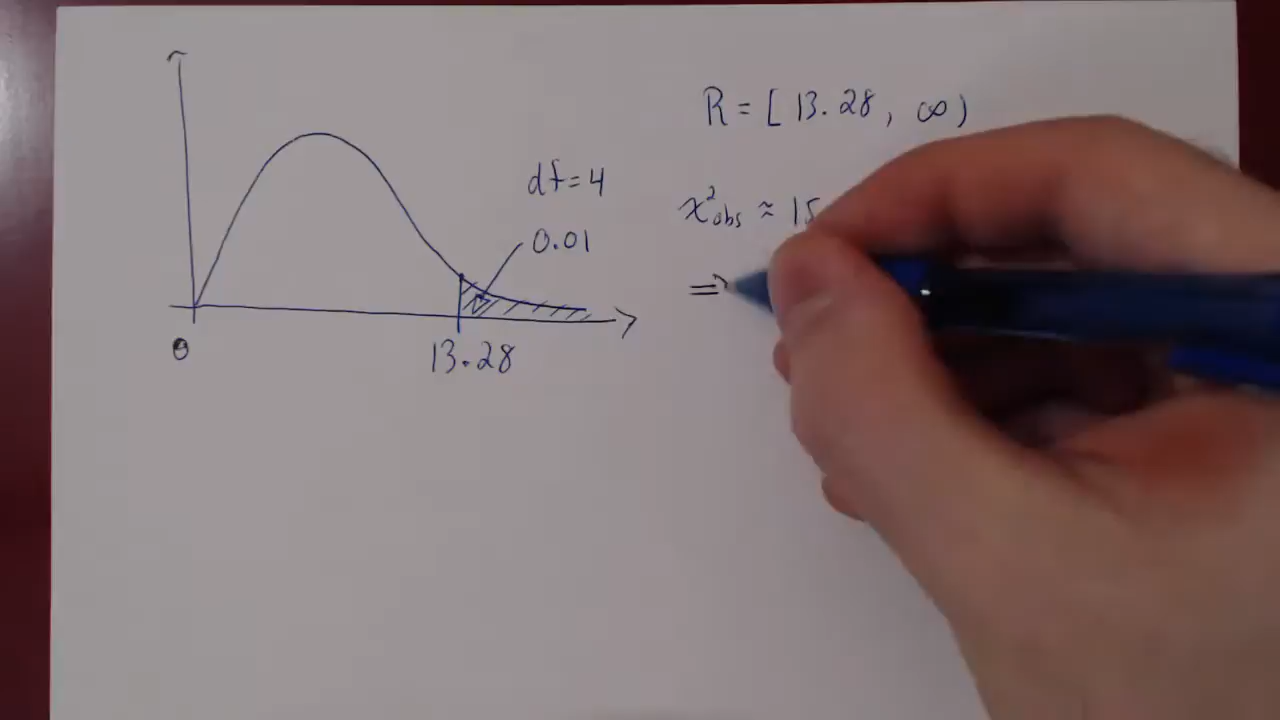 R = [ 13.28, ∞ )
df = 4
χ²obs ≈ 15
0.01
=>
0
13.28